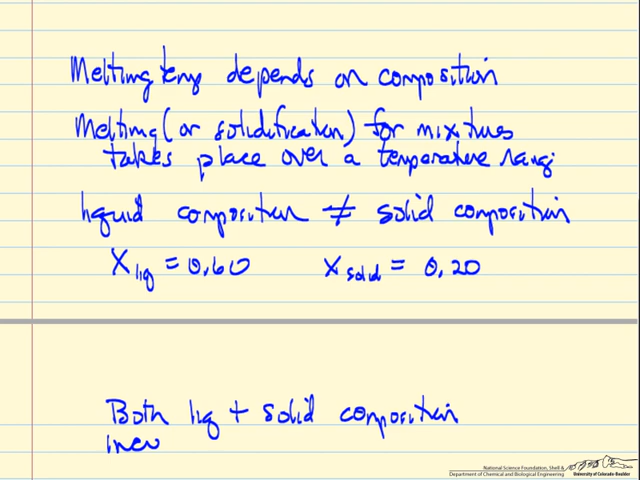 Melting temp depends on composition
Melting (or solidification) for mixtures
takes place over a temperature rang
liquid composition ≠ solid composition
X liq = 0.60 X solid = 0.20
Both liq + solid composition
incr
National Science Foundation, Shell &
Department of Chemical and Biological Engineering
University of Colorado Boulder